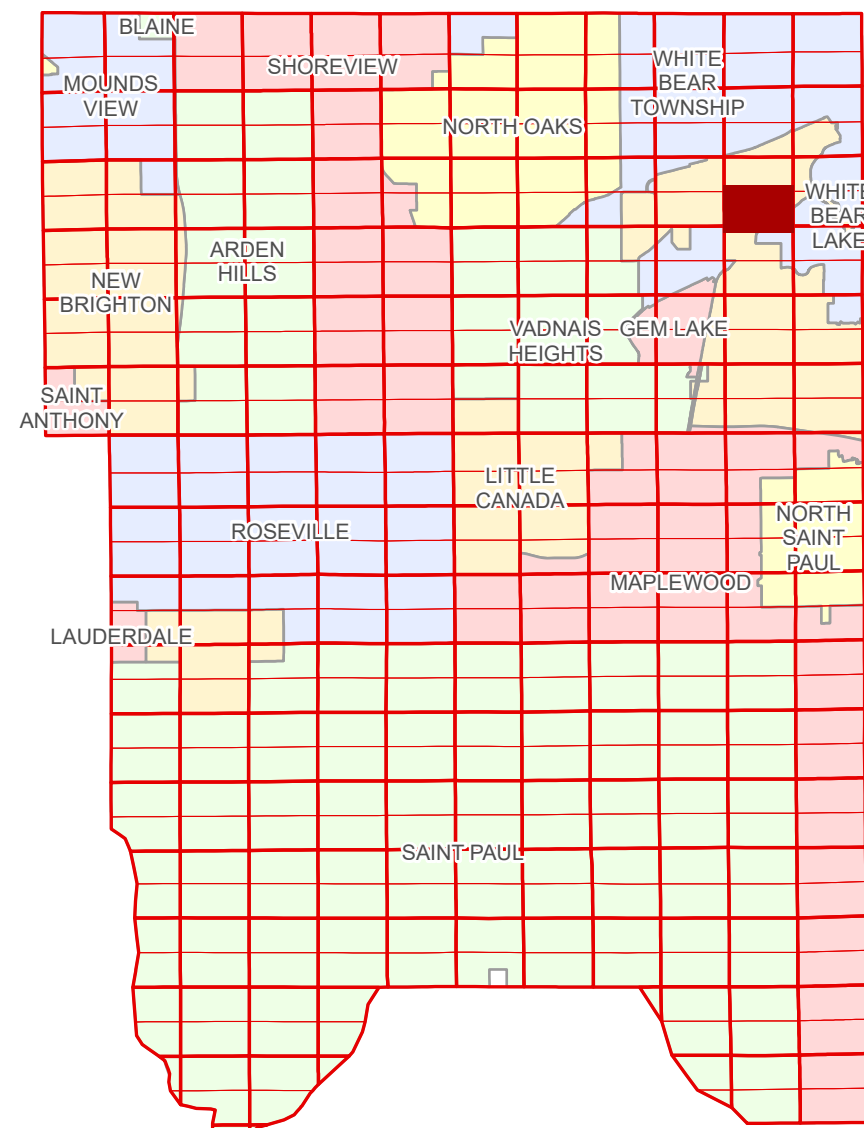 BLAINE
SHOREVIEW
MOUNDS
VIEW
WHITE
BEAR
TOWNSHIP
NORTH OAKS
WHITE
BEAR
LAKE
ARDEN
HILLS
NEW
BRIGHTON
VADNAIS
HEIGHTS
GEM LAKE
SAINT
ANTHONY
LITTLE
CANADA
NORTH
SAINT
PAUL
ROSEVILLE
MAPLEWOOD
LAUDERDALE
SAINT PAUL